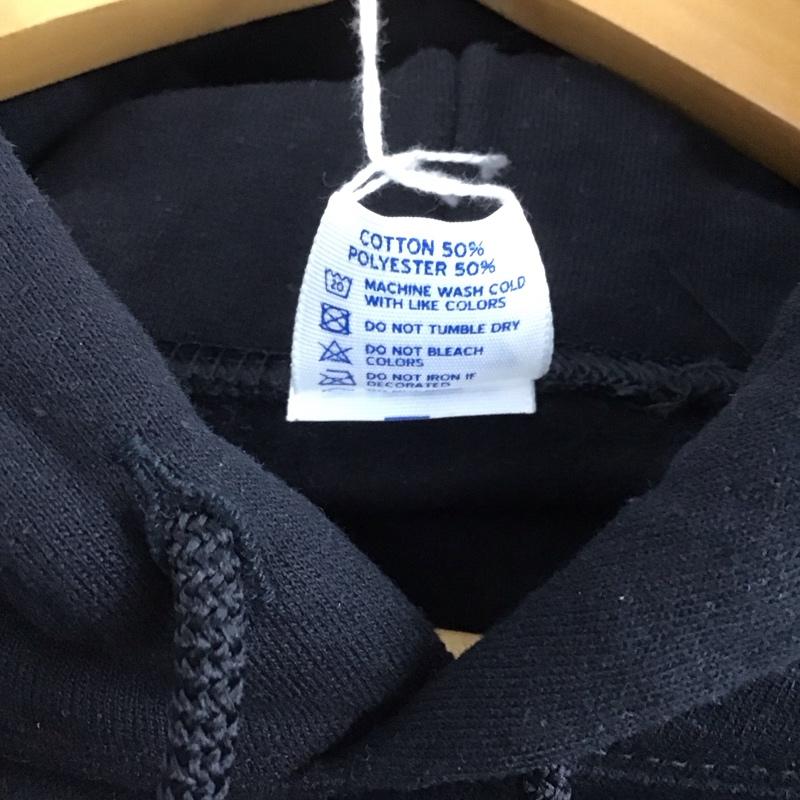 COTTON 50%
POLYESTER 50%
20
MACHINE WASH COLD
WITH LIKE COLORS
DO NOT TUMBLE DRY
DO NOT BLEACH
COLORS
DO NOT IRON IF
DECORATED